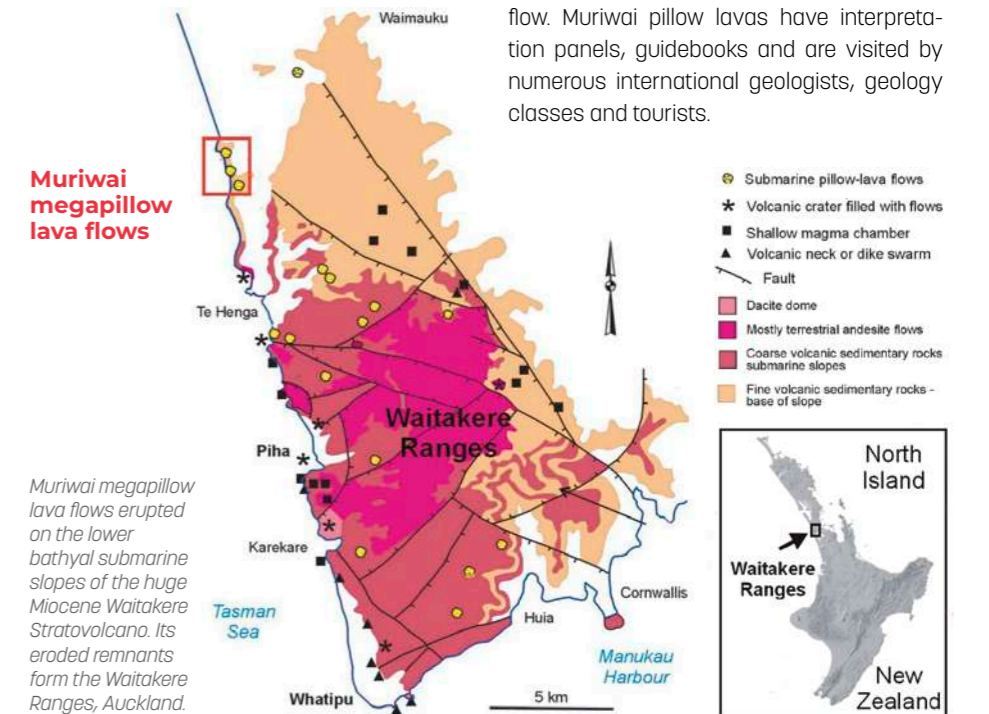 flow. Muriwai pillow lavas have interpreta-
tion panels, guidebooks and are visited by
numerous international geologists, geology
classes and tourists.
Waimauku
Muriwai
megapillow
lava flows
Te Henga
Waitakere
Ranges
Piha
Karekare
Tasman
Sea
Huia
Cornwallis
Manukau
Harbour
Whatipu
5 km
Submarine pillow-lava flows
Volcanic crater filled with flows
Shallow magma chamber
Volcanic neck or dike swarm
Fault
Dacite dome
Mostly terrestrial andesite flows
Coarse volcanic sedimentary rocks
submarine slopes
Fine volcanic sedimentary rocks -
base of slope
North
Island
Waitakere
Ranges
New
Zealand
Muriwai megapillow
lava flows erupted
on the lower
bathyal submarine
slopes of the huge
Miocene Waitakere
Stratovolcano. Its
eroded remnants
form the Waitakere
Ranges, Auckland.